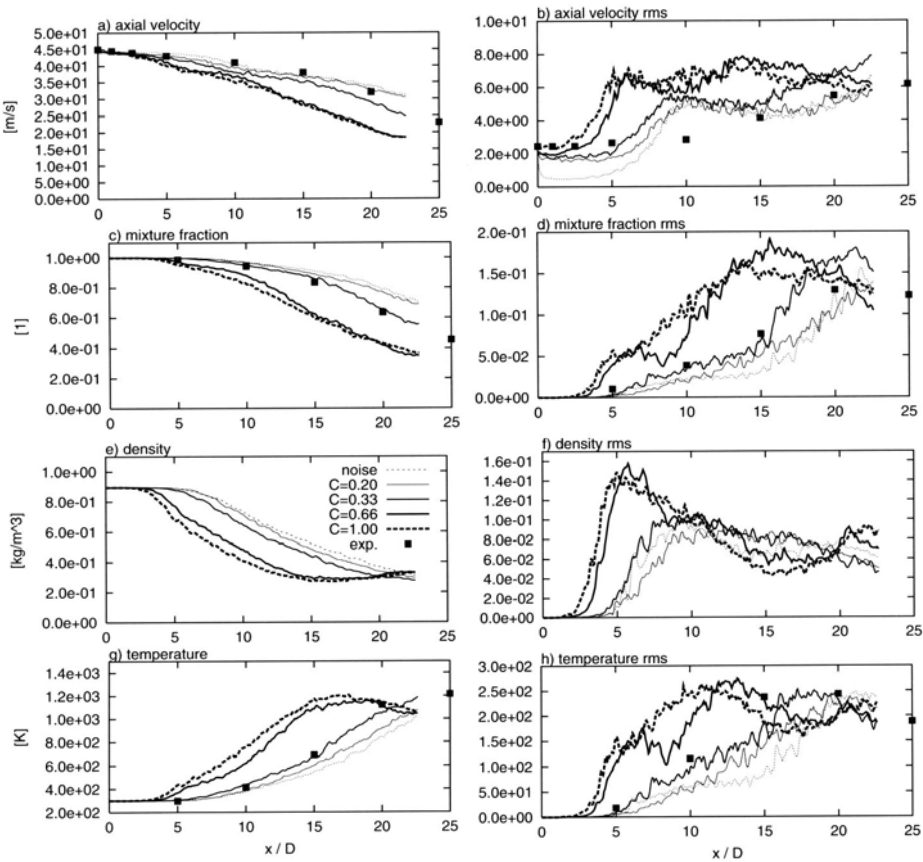 a) axial velocity
5.0e+01
4.5e+01
4.0e+01
3.5e+01
3.0e+01
2.5e+01
2.0e+01
1.5e+01
1.0e+01
5.0e+00
0.0e+00
[m/s]
0 5 10 15 20 25
b) axial velocity rms
1.0e+01
8.0e+00
6.0e+00
4.0e+00
2.0e+00
0.0e+00
0 5 10 15 20 25
c) mixture fraction
1.0e+00
8.0e-01
6.0e-01
4.0e-01
2.0e-01
0.0e+00
[1]
0 5 10 15 20 25
d) mixture fraction rms
2.0e-01
1.5e-01
1.0e-01
5.0e-02
0.0e+00
0 5 10 15 20 25
e) density
1.0e+00
8.0e-01
6.0e-01
4.0e-01
2.0e-01
0.0e+00
[kg/m^3]
noise
C=0.20
C=0.33
C=0.66
C=1.00
exp.
0 5 10 15 20 25
f) density rms
1.6e-01
1.4e-01
1.2e-01
1.0e-01
8.0e-02
6.0e-02
4.0e-02
2.0e-02
0.0e+00
0 5 10 15 20 25
g) temperature
1.4e+03
1.2e+03
1.0e+03
8.0e+02
6.0e+02
4.0e+02
2.0e+02
[K]
0 5 10 15 20 25
x / D
h) temperature rms
3.0e+02
2.5e+02
2.0e+02
1.5e+02
1.0e+02
5.0e+01
0.0e+00
0 5 10 15 20 25
x / D